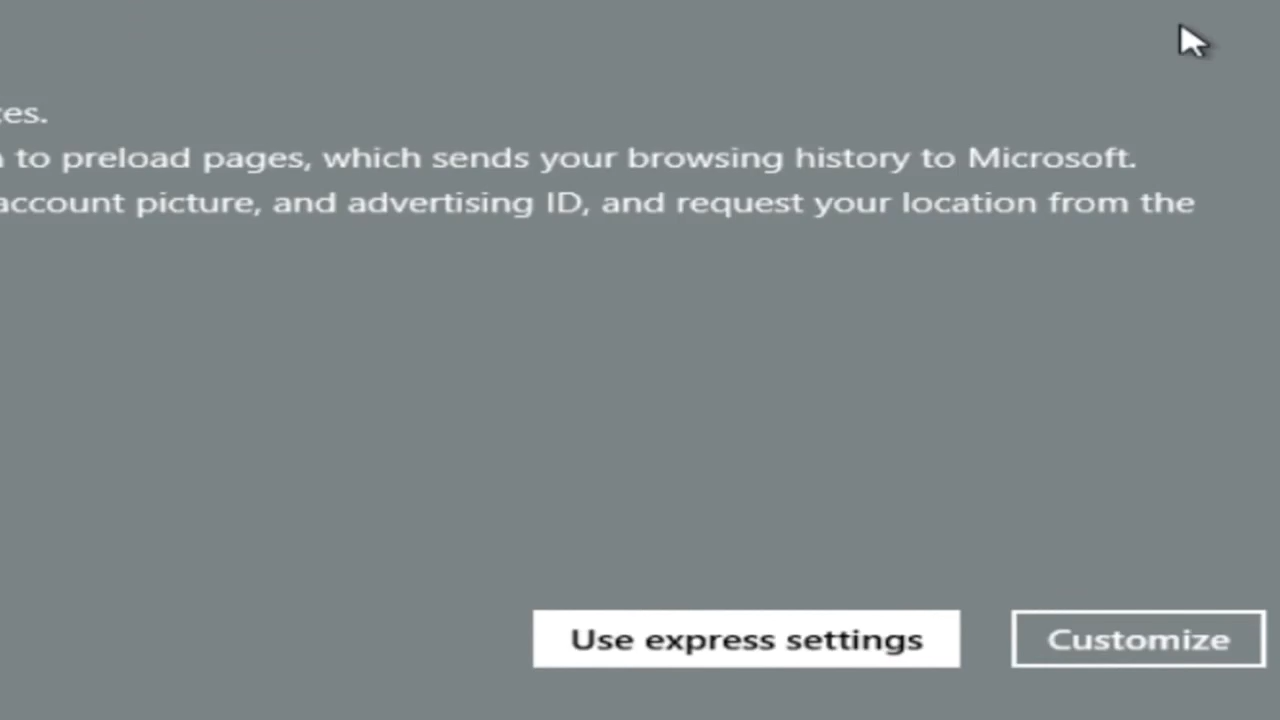 to preload pages, which sends your browsing history to Microsoft.
account picture, and advertising ID, and request your location from the
Use express settings
Customize